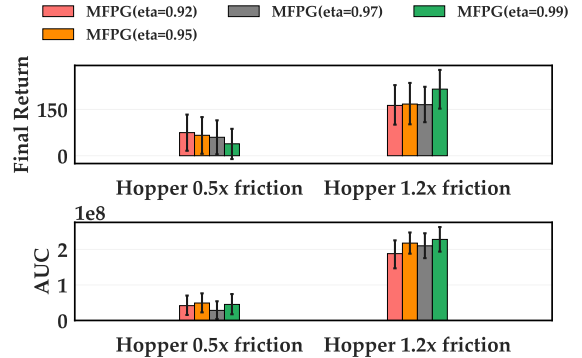 MFPG(eta=0.92) MFPG(eta=0.97) MFPG(eta=0.99)
MFPG(eta=0.95)
Final Return
150
0
Hopper 0.5x friction Hopper 1.2x friction
1e8
AUC
2
1
0
Hopper 0.5x friction Hopper 1.2x friction